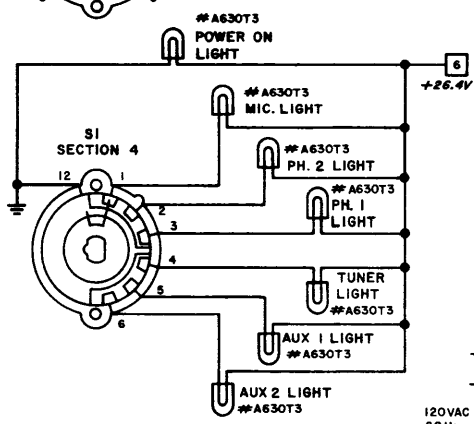 #A630T3
POWER ON
LIGHT
6
+26.4V
#A630T3
MIC. LIGHT
S1
SECTION 4
#A630T3
PH. 2 LIGHT
12
1
#A630T3
PH. 1
LIGHT
2
3
4
TUNER
LIGHT
#A630T3
5
6
AUX 1 LIGHT
#A630T3
AUX 2 LIGHT
#A630T3
120VAC